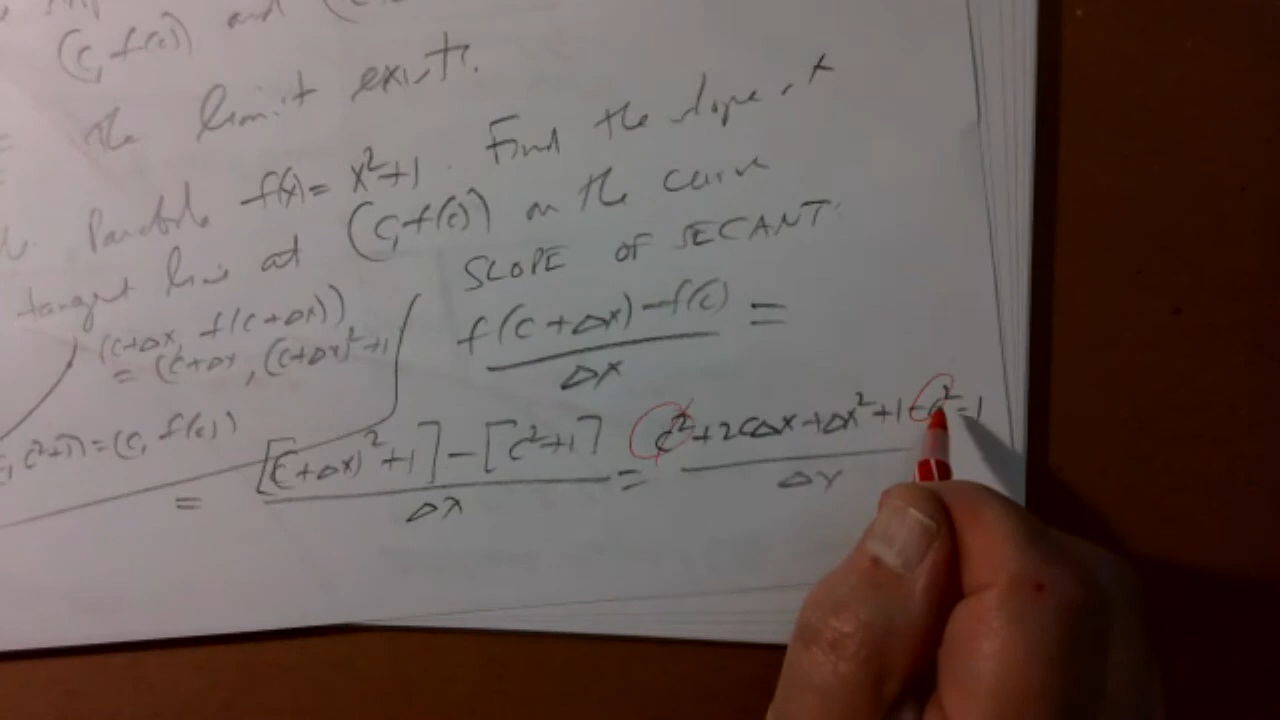 (c, f(c)) and (
the limit exists.
Parabola f(x) = x²+1. Find the slope of
tangent line at (c, f(c)) on the curve
SLOPE OF SECANT
(c+Δx, f(c+Δx))
= (c+Δx, (c+Δx)²+1
f(c+Δx)-f(c) =
Δx
c²+1) = (c, f(c))
= [(c+Δx)²+1] - [c²+1] = c²+2cΔx+Δx²+1-c²-1
Δx Δx